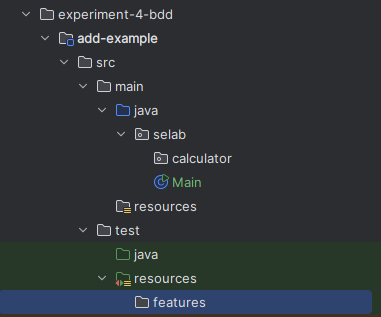 experiment-4-bdd
add-example
src
main
java
selab
calculator
Main
resources
test
java
resources
features